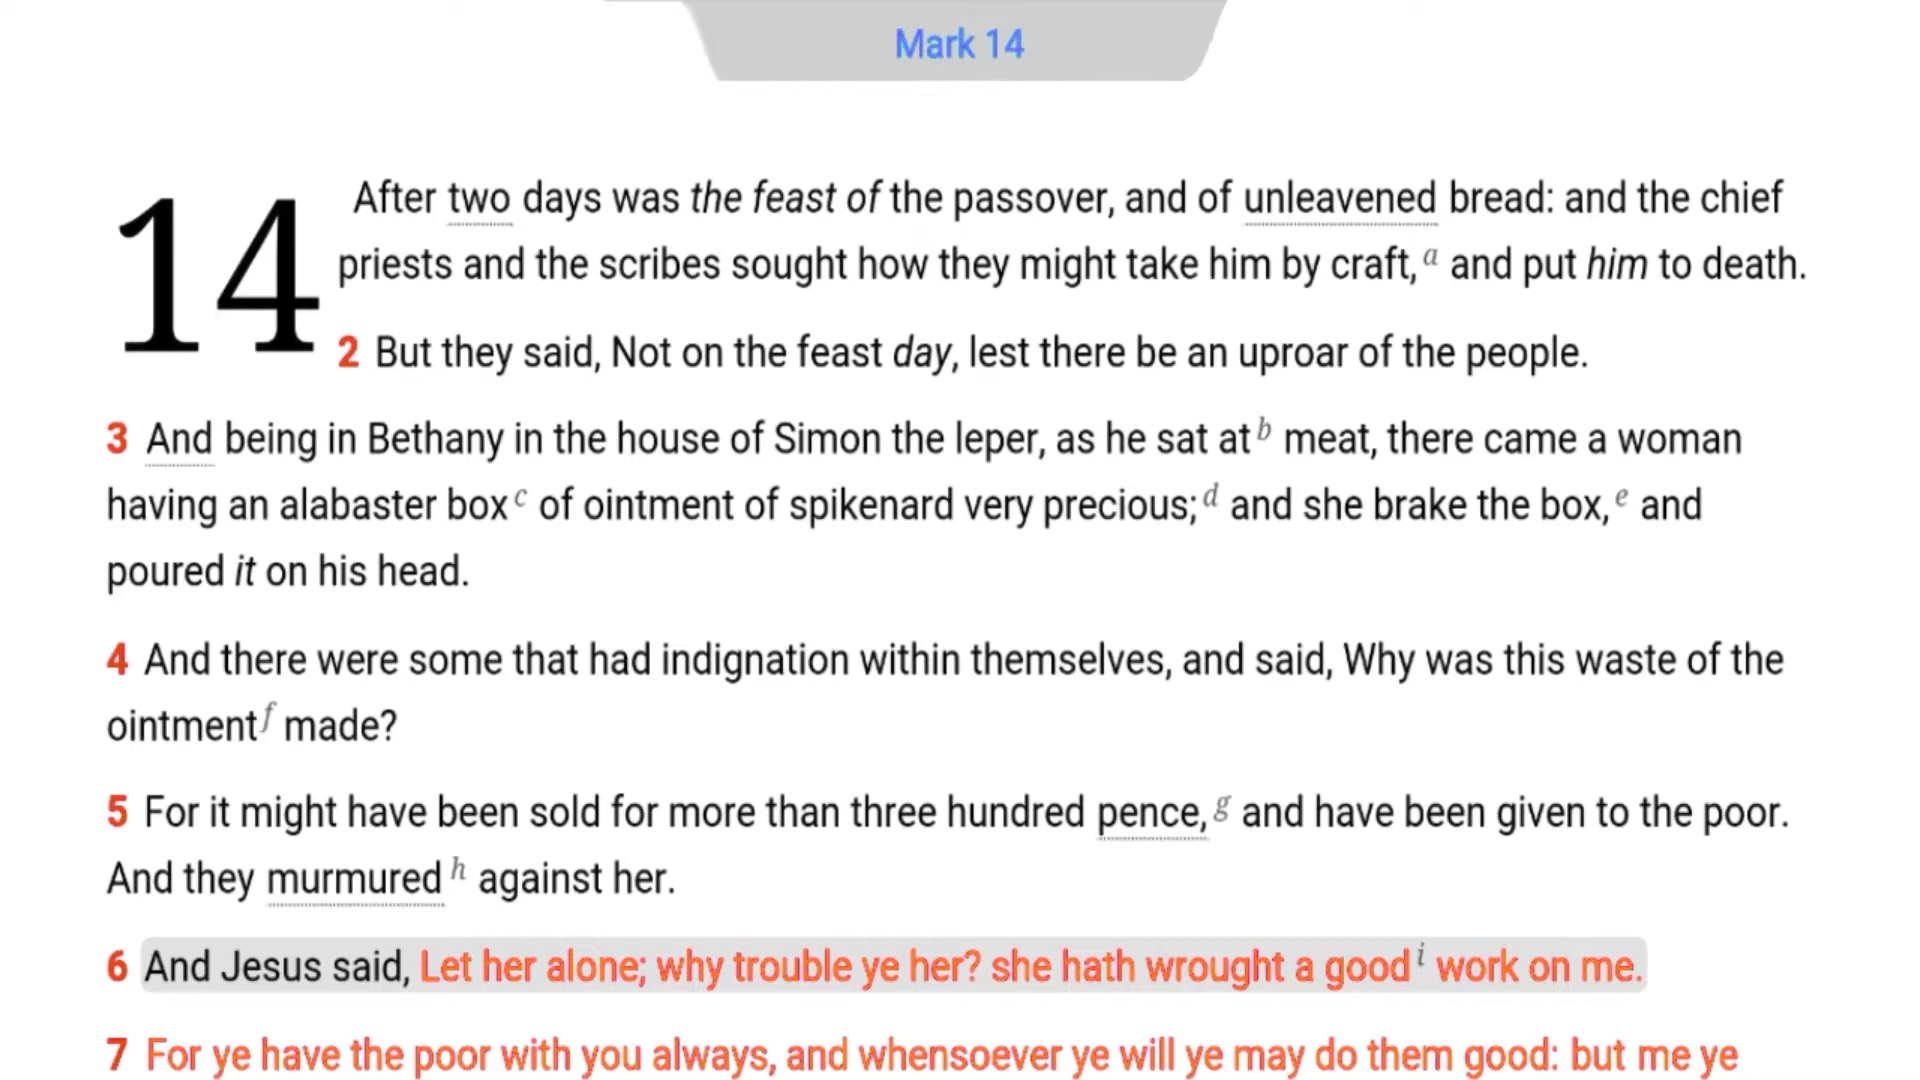 Mark 14
14 After two days was the feast of the passover, and of unleavened bread: and the chief
priests and the scribes sought how they might take him by craft, a and put him to death.
2 But they said, Not on the feast day, lest there be an uproar of the people.
3 And being in Bethany in the house of Simon the leper, as he sat at b meat, there came a woman
having an alabaster box c of ointment of spikenard very precious; d and she brake the box, e and
poured it on his head.
4 And there were some that had indignation within themselves, and said, Why was this waste of the
ointment f made?
5 For it might have been sold for more than three hundred pence, g and have been given to the poor.
And they murmured h against her.
6 And Jesus said, Let her alone; why trouble ye her? she hath wrought a good i work on me.
7 For ye have the poor with you always, and whensoever ye will ye may do them good: but me ye